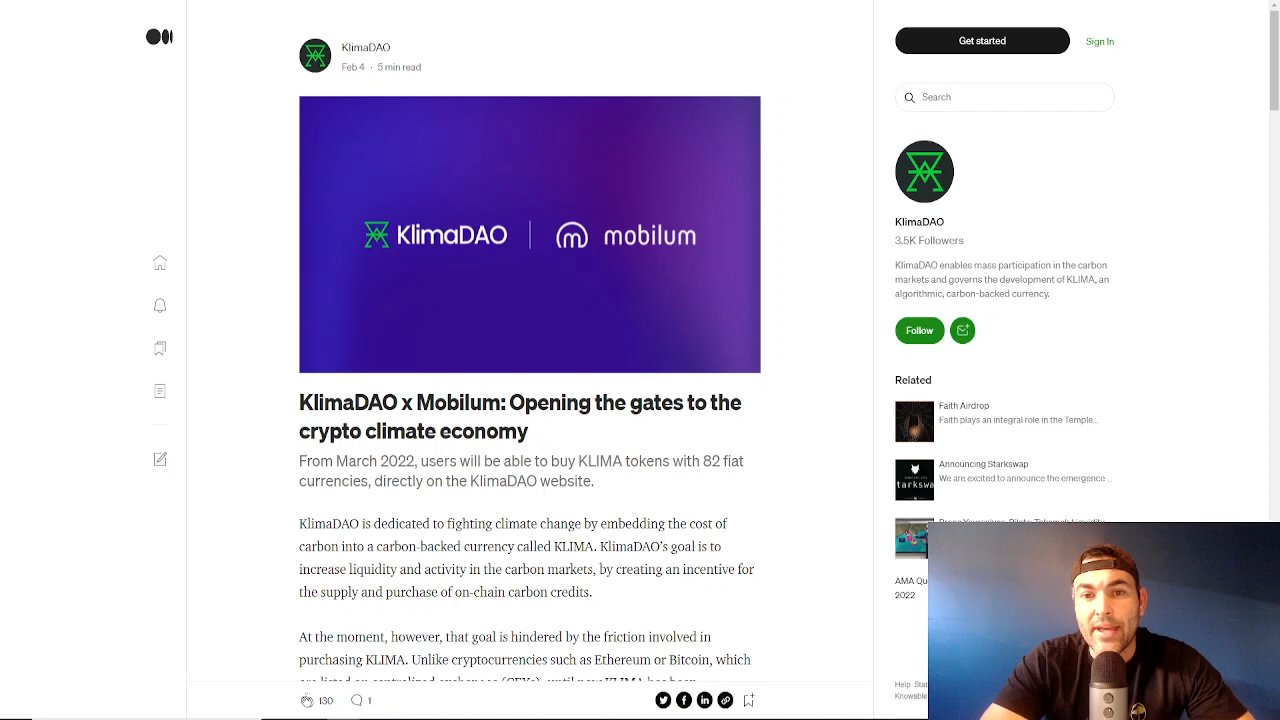 KlimaDAO
Feb 4 · 5 min read
KlimaDAO | mobilum
KlimaDAO x Mobilum: Opening the gates to the
crypto climate economy
From March 2022, users will be able to buy KLIMA tokens with 82 fiat
currencies, directly on the KlimaDAO website.
KlimaDAO is dedicated to fighting climate change by embedding the cost of
carbon into a carbon-backed currency called KLIMA. KlimaDAO's goal is to
increase liquidity and activity in the carbon markets, by creating an incentive for
the supply and purchase of on-chain carbon credits.
At the moment, however, that goal is hindered by the friction involved in
purchasing KLIMA. Unlike cryptocurrencies such as Ethereum or Bitcoin, which
130
1
Get started
Sign In
Search
KlimaDAO
3.5K Followers
KlimaDAO enables mass participation in the carbon
markets and governs the development of KLIMA, an
algorithmic, carbon-backed currency.
Follow
Related
Faith Airdrop
Faith plays an integral role in the Temple...
Announcing Starkswap
We are excited to announce the emergence ...
tarkswa
AMA Qu
2022
Help Stat
Knowable